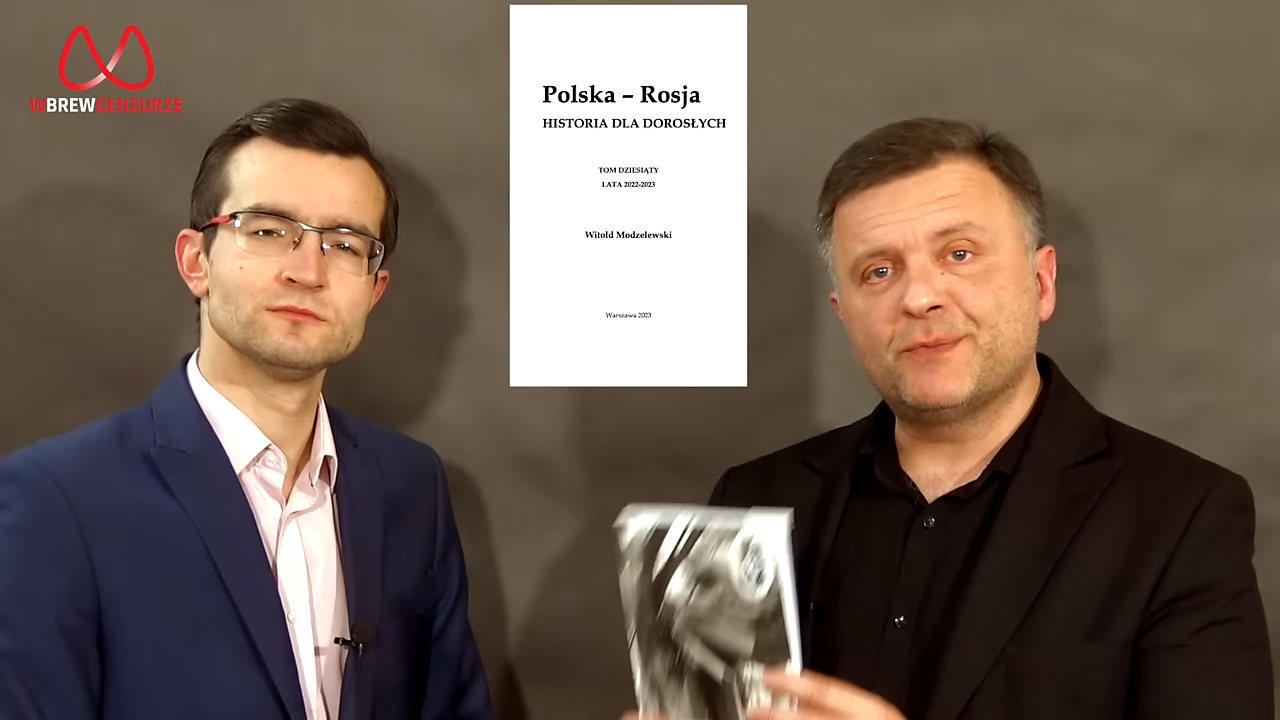 WBREWCENZURZE
Polska – Rosja
HISTORIA DLA DOROSŁYCH
TOM DZIESIĄTY
LATA 2022-2023
Witold Modzelewski
Warszawa 2023